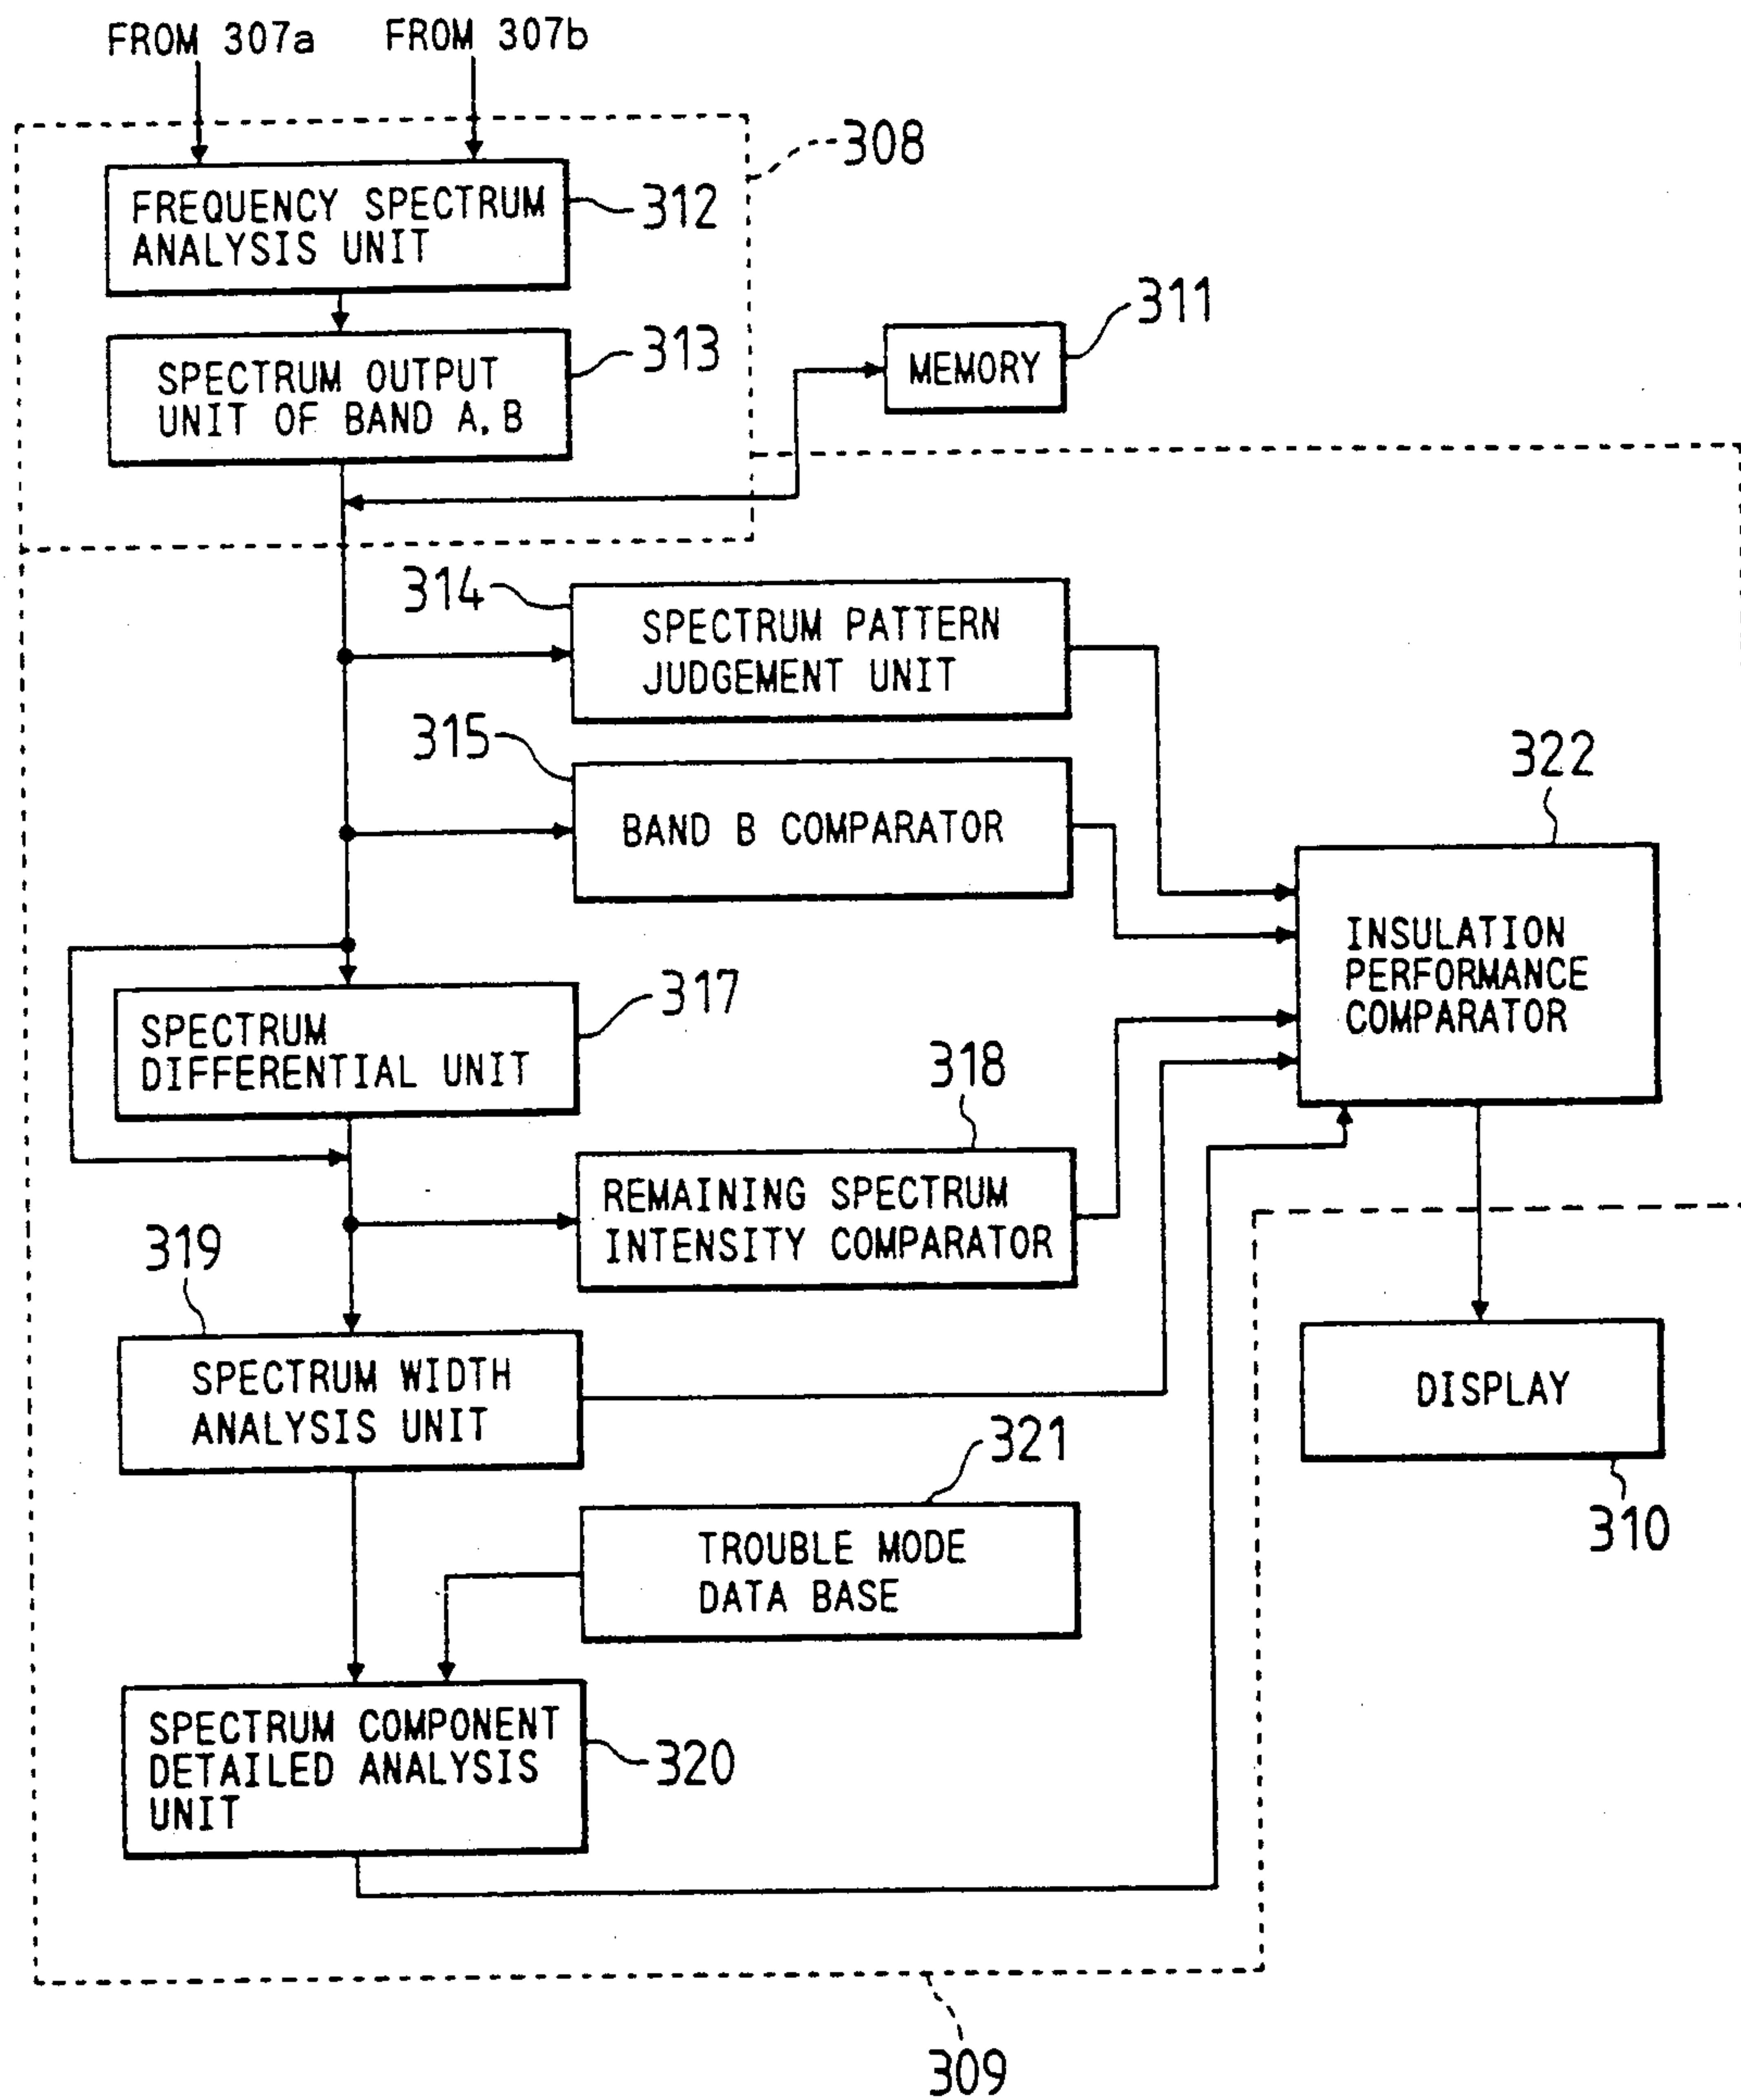 FROM 307a
FROM 307b
308
FREQUENCY SPECTRUM
ANALYSIS UNIT
312
SPECTRUM OUTPUT
UNIT OF BAND A, B
313
MEMORY
311
314
SPECTRUM PATTERN
JUDGEMENT UNIT
315
BAND B COMPARATOR
322
INSULATION
PERFORMANCE
COMPARATOR
SPECTRUM
DIFFERENTIAL UNIT
317
318
REMAINING SPECTRUM
INTENSITY COMPARATOR
319
SPECTRUM WIDTH
ANALYSIS UNIT
DISPLAY
310
321
TROUBLE MODE
DATA BASE
SPECTRUM COMPONENT
DETAILED ANALYSIS
UNIT
320
309